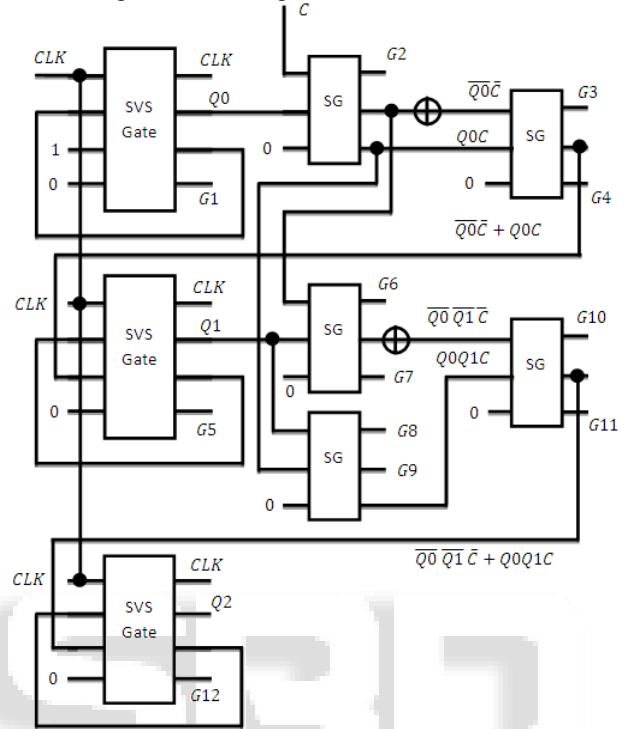 C
CLK
CLK
G2
SVS
Gate
Q0
SG
Q̅0̅C̅
G3
1
0
Q0C
SG
0
G1
0
G4
Q̅0̅C̅ + Q0C
CLK
CLK
G6
SVS
Gate
Q1
SG
Q̅0̅ Q̅1̅ C̅
G10
Q0Q1C
SG
0
G7
0
G5
G8
0
G11
SG
G9
0
Q̅0̅ Q̅1̅ C̅ + Q0Q1C
CLK
CLK
SVS
Gate
Q2
0
G12